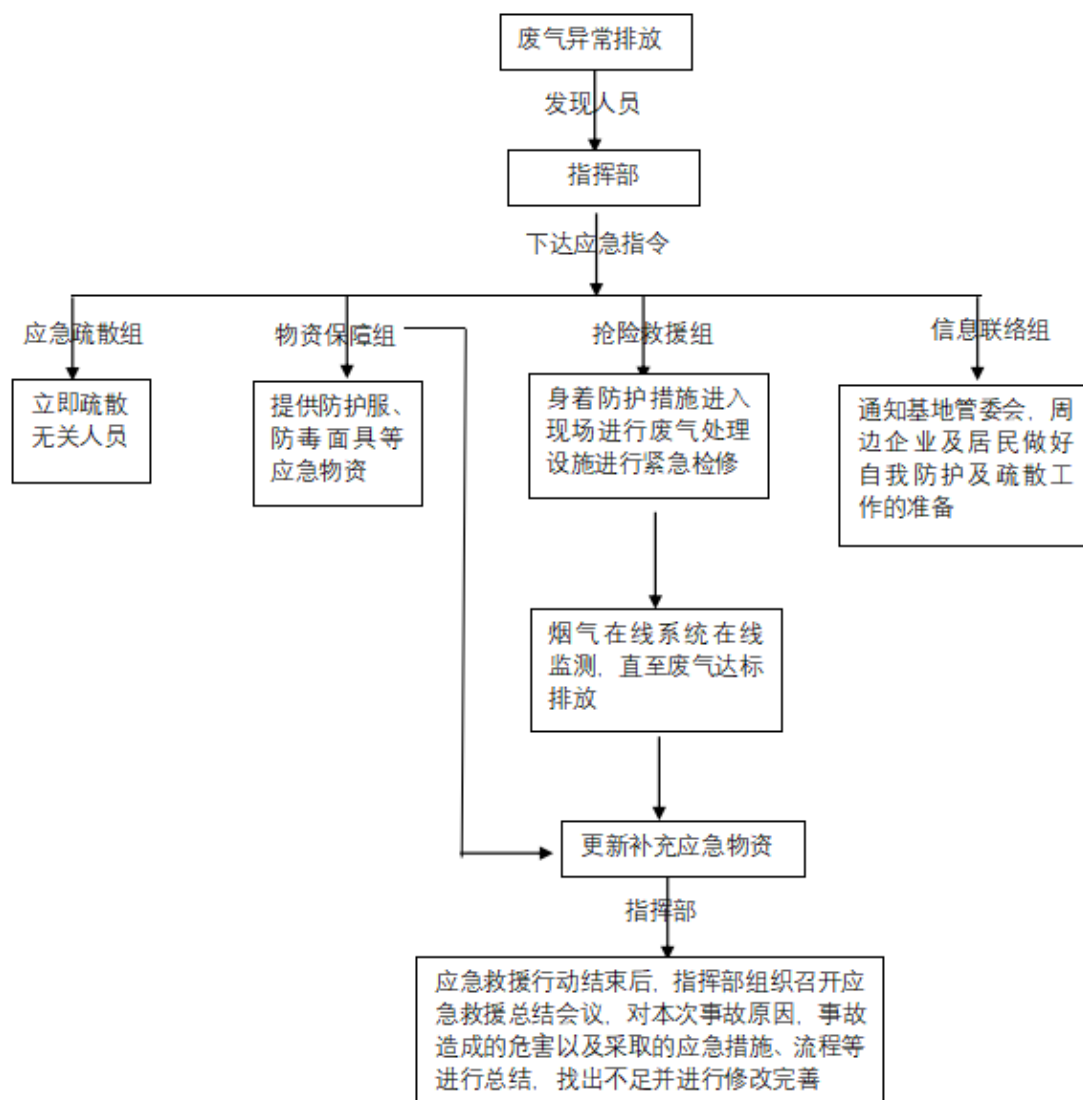 废气异常排放
发现人员
指挥部
下达应急指令
应急疏散组
物资保障组
抢险救援组
信息联络组
立即疏散
无关人员
提供防护服、
防毒面具等
应急物资
身着防护措施进入
现场进行废气处理
设施进行紧急检修
通知基地管委会，周
边企业及居民做好
自我防护及疏散工
作的准备
烟气在线系统在线
监测，直至废气达标
排放
更新补充应急物资
指挥部
应急救援行动结束后，指挥部组织召开应
急救援总结会议，对本次事故原因，事故
造成的危害以及采取的应急措施、流程等
进行总结，找出不足并进行修改完善